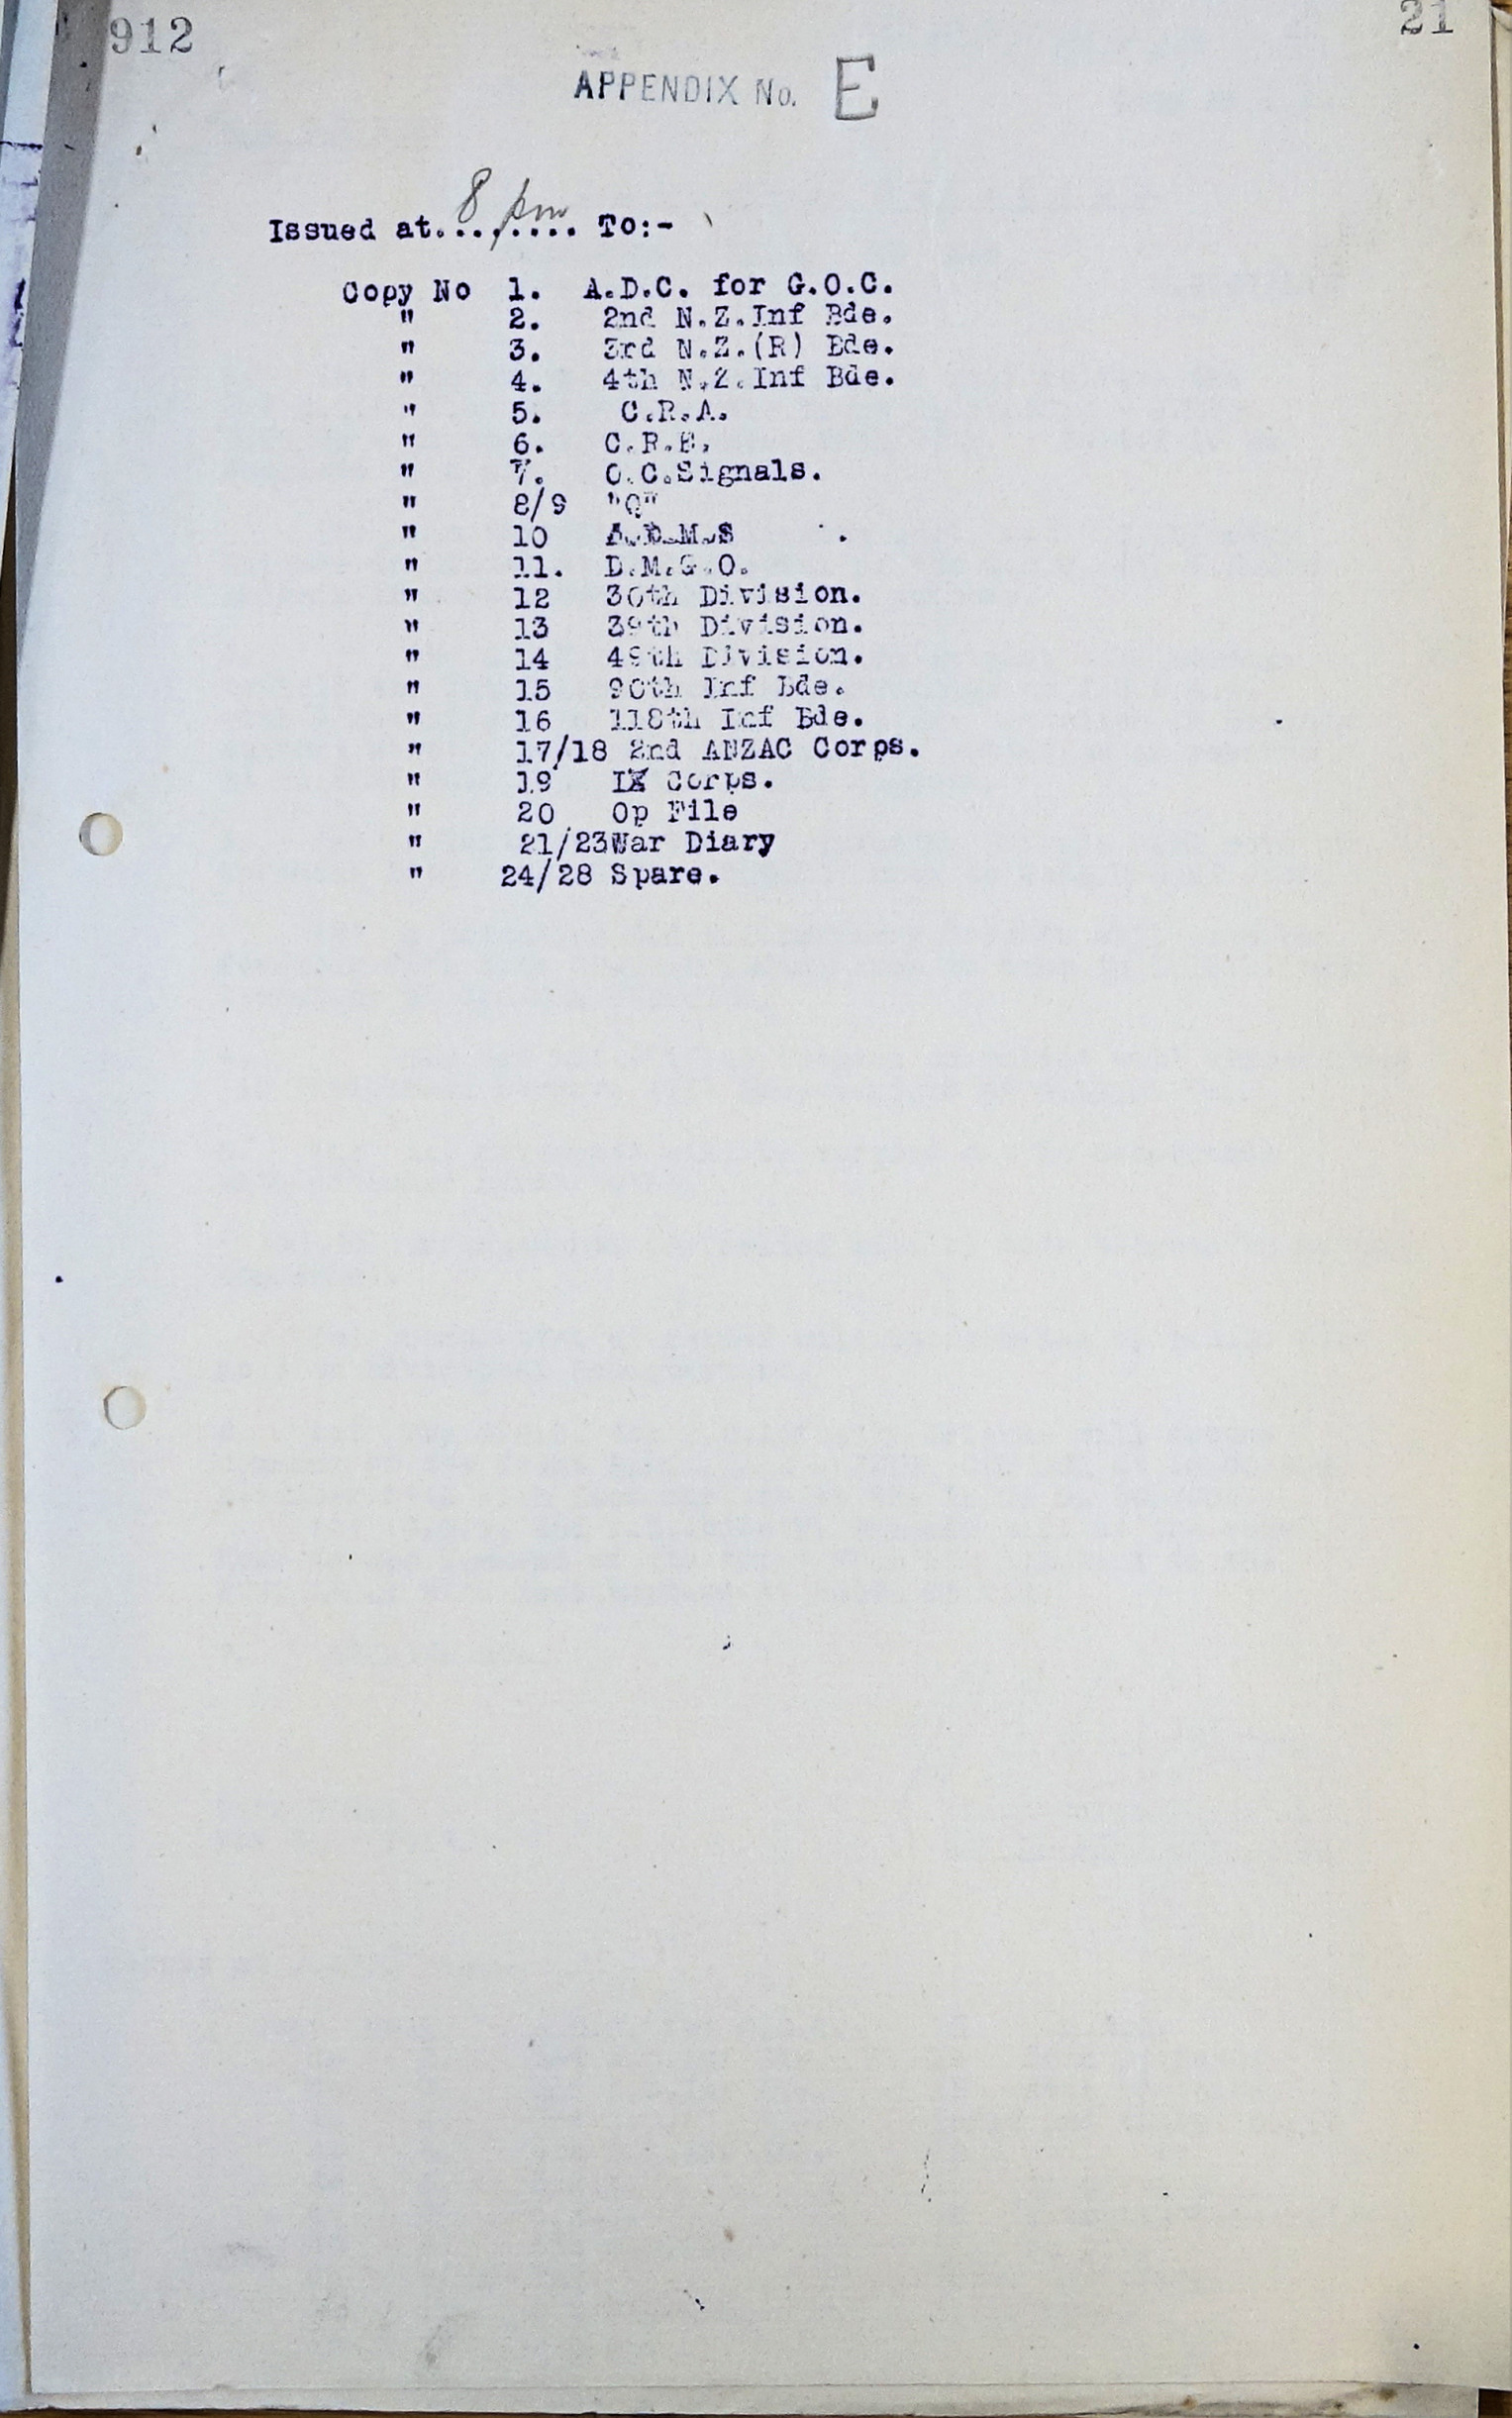 912
21
APPENDIX No. E
Issued at..8 pm.... To:-
Copy No 1. A.D.C. for G.O.C.
" 2. 2nd N.Z.Inf Bde.
" 3. 3rd N.Z.(R) Bde.
" 4. 4th N.Z.Inf Bde.
" 5. C.R.A.
" 6. C.R.E.
" 7. O.C.Signals.
" 8/9 "Q"
" 10 A.D.M.S
" 11. D.M.G.O.
" 12 30th Division.
" 13 39th Division.
" 14 49th Division.
" 15 90th Inf Bde.
" 16 118th Inf Bde.
" 17/18 2nd ANZAC Corps.
" 19 IX Corps.
" 20 Op File
" 21/23War Diary
" 24/28 Spare.